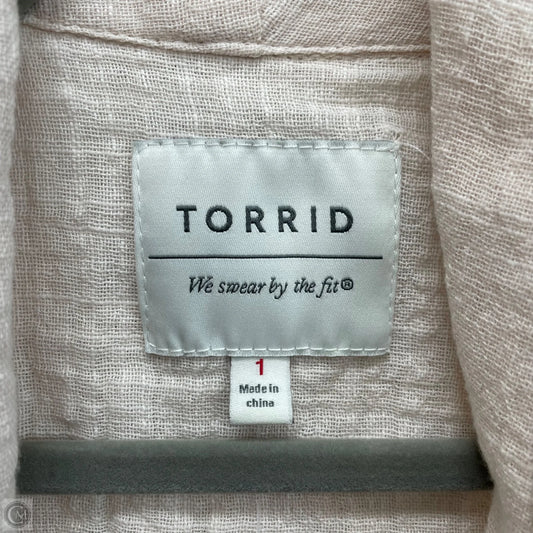 TORRID
We swear by the fit®
1
Made in
china